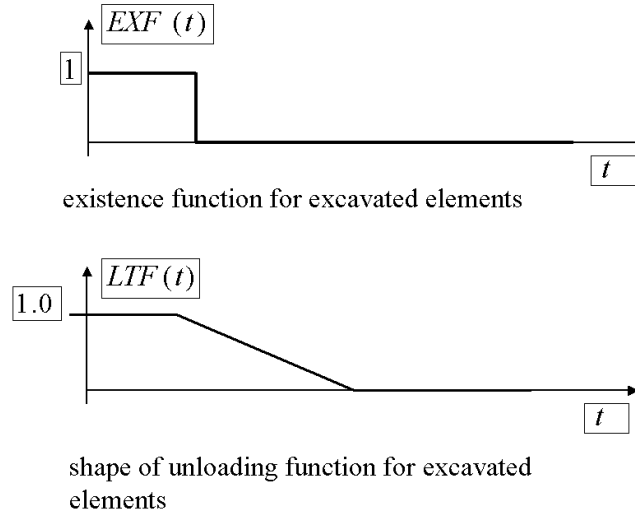 EXF (t)
1
t
existence function for excavated elements
LTF (t)
1.0
t
shape of unloading function for excavated
elements